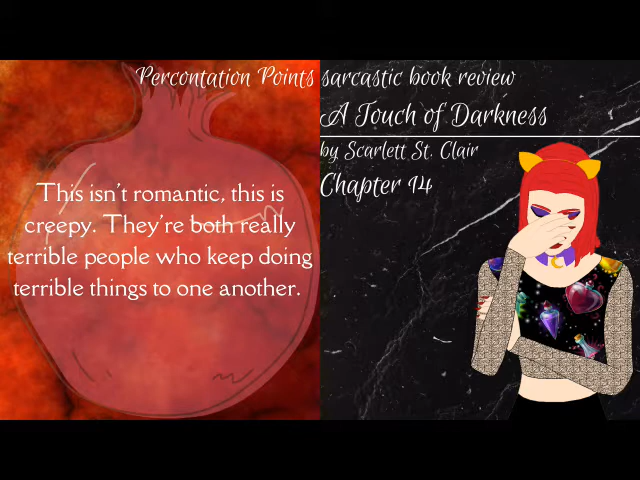 Percontation Points sarcastic book review
A Touch of Darkness
by Scarlett St. Clair
Chapter 14
This isn't romantic, this is
creepy. They're both really
terrible people who keep doing
terrible things to one another.